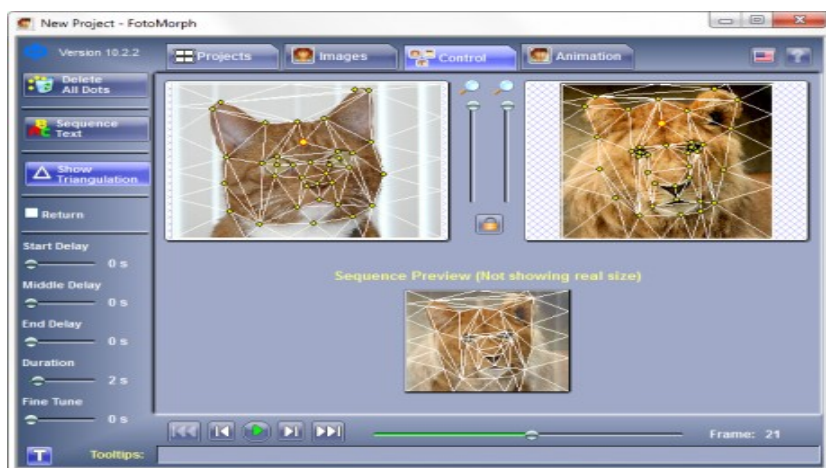 New Project - FotoMorph
Version 10.2.2
Projects
Images
Control
Animation
Delete
All Dots
Sequence
Text
Show
Triangulation
Return
Start Delay
0 s
Middle Delay
0 s
End Delay
0 s
Duration
2 s
Fine Tune
0 s
Sequence Preview (Not showing real size)
Frame: 21
T
Tooltips: